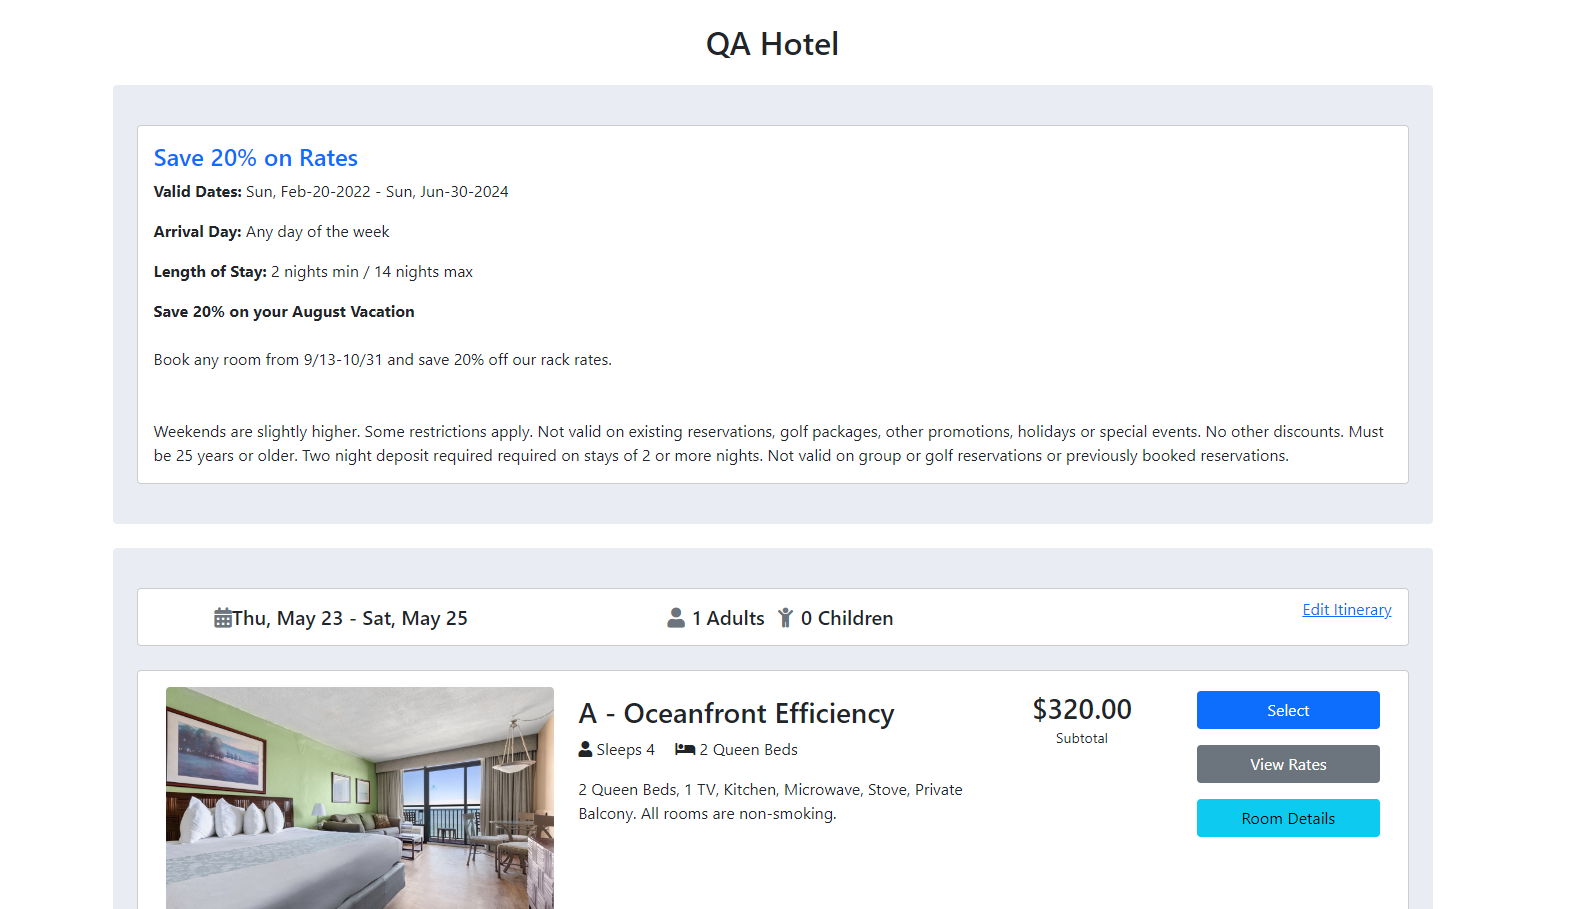 QA Hotel
Save 20% on Rates
Valid Dates: Sun, Feb-20-2022 - Sun, Jun-30-2024
Arrival Day: Any day of the week
Length of Stay: 2 nights min / 14 nights max
Save 20% on your August Vacation
Book any room from 9/13-10/31 and save 20% off our rack rates.
Weekends are slightly higher. Some restrictions apply. Not valid on existing reservations, golf packages, other promotions, holidays or special events. No other discounts. Must
be 25 years or older. Two night deposit required required on stays of 2 or more nights. Not valid on group or golf reservations or previously booked reservations.
Thu, May 23 - Sat, May 25
1 Adults 0 Children
Edit Itinerary
A - Oceanfront Efficiency
Sleeps 4 2 Queen Beds
2 Queen Beds, 1 TV, Kitchen, Microwave, Stove, Private
Balcony. All rooms are non-smoking.
$320.00
Subtotal
Select
View Rates
Room Details